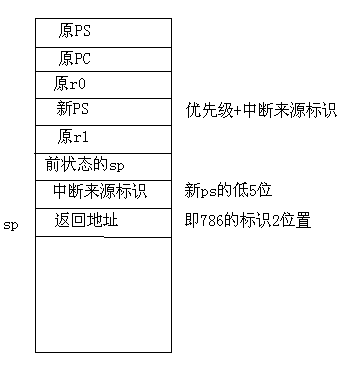 原PS
原PC
原r0
新PS 优先级+中断来源标识
原r1
前状态的sp
中断来源标识 新ps的低5位
sp 返回地址 即786的标识2位置